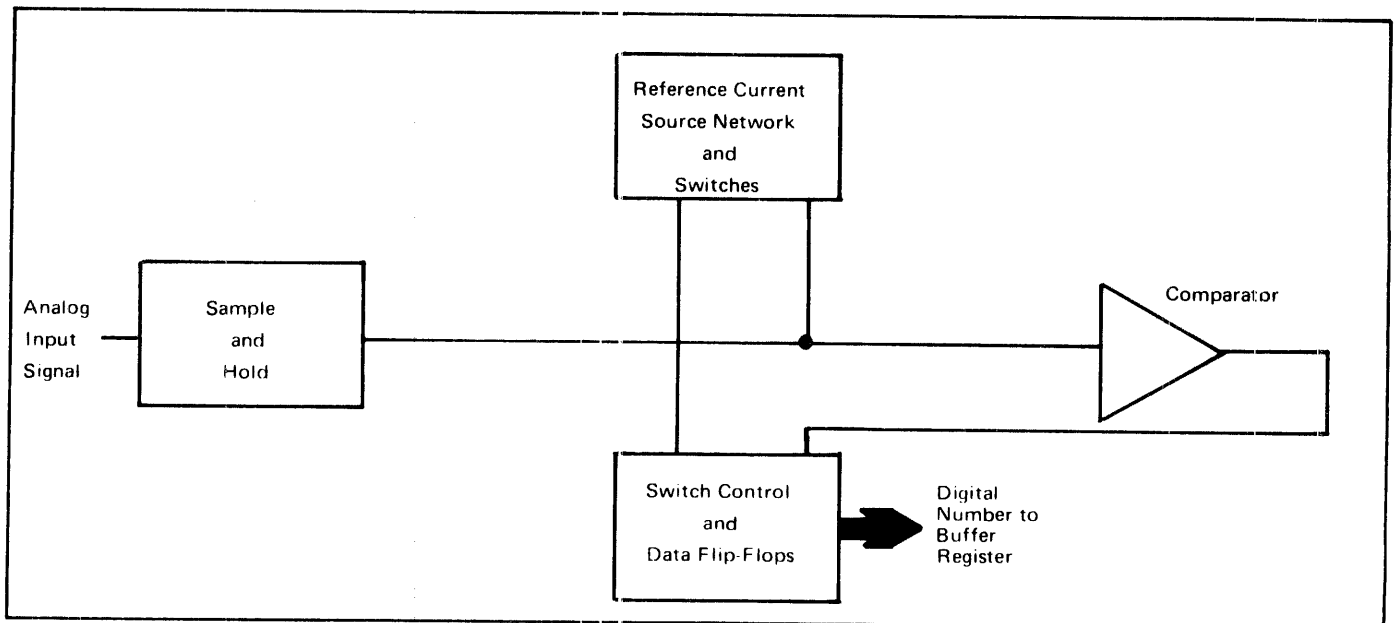 Reference Current
Source Network
and
Switches
Analog
Input
Signal
Sample
and
Hold
Comparator
Switch Control
and
Data Flip-Flops
Digital
Number to
Buffer
Register